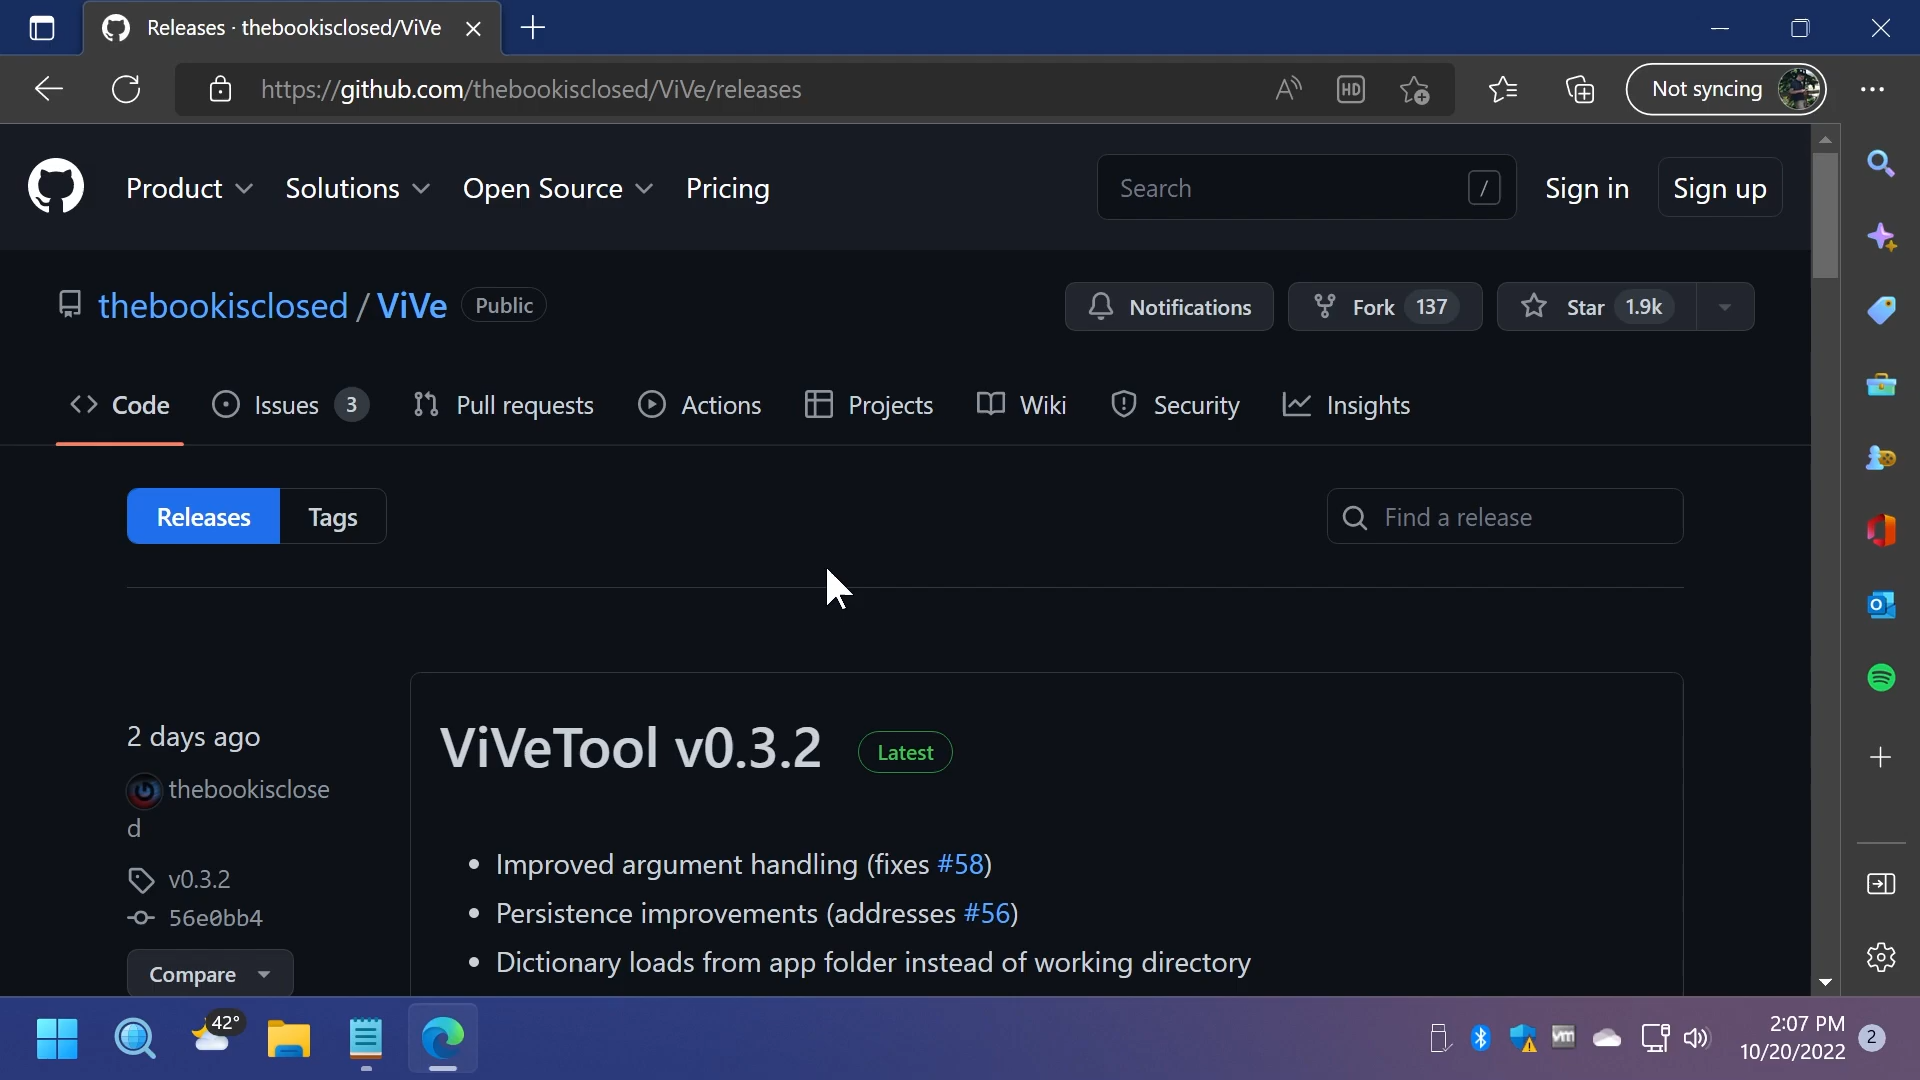 Releases · thebookisclosed/ViVe
https://github.com/thebookisclosed/ViVe/releases
A
HD
Not syncing
Product
Solutions
Open Source
Pricing
Search
/
Sign in
Sign up
thebookisclosed / ViVe
Public
Notifications
Fork 137
Star 1.9k
Code
Issues 3
Pull requests
Actions
Projects
Wiki
Security
Insights
Releases
Tags
Find a release
2 days ago
thebookisclose
d
v0.3.2
56e0bb4
Compare
ViVeTool v0.3.2
Latest
• Improved argument handling (fixes #58)
• Persistence improvements (addresses #56)
• Dictionary loads from app folder instead of working directory
42°
vm
2:07 PM
10/20/2022
2